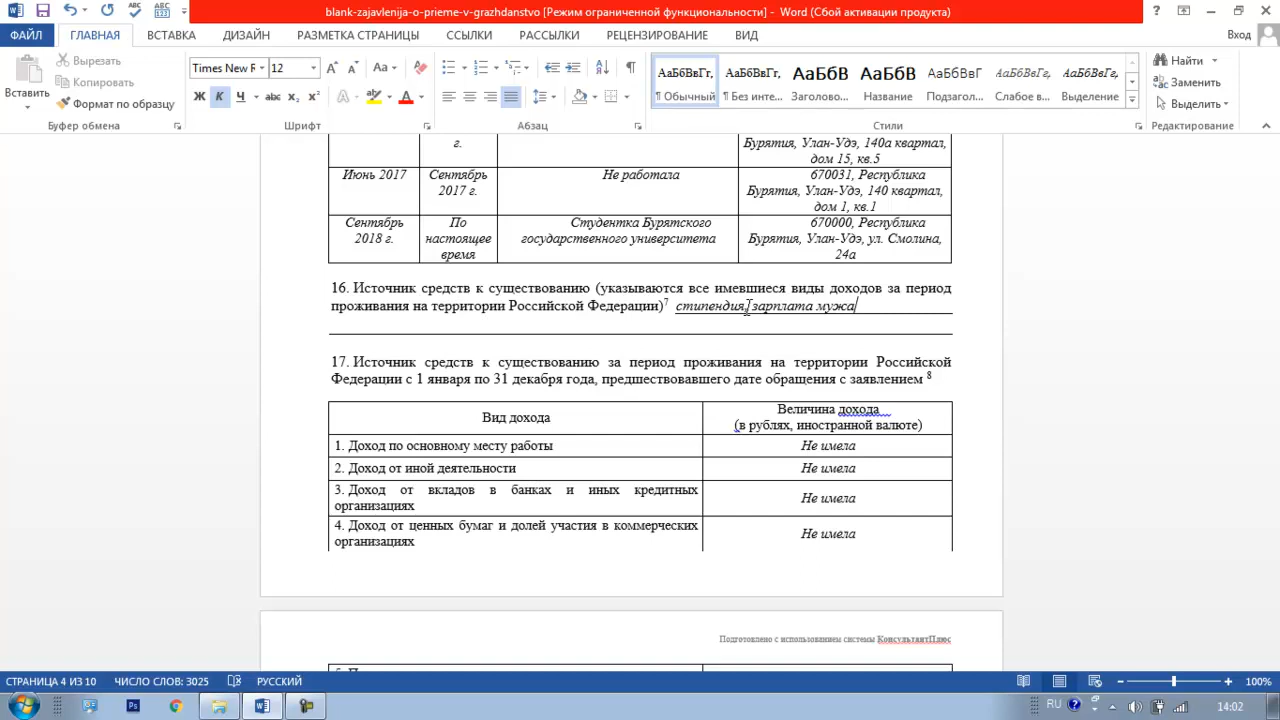 blank-zajavlenija-o-prieme-v-grazhdanstvo [Режим ограниченной функциональности] - Word (Сбой активации продукта)
ФАЙЛ ГЛАВНАЯ ВСТАВКА ДИЗАЙН РАЗМЕТКА СТРАНИЦЫ ССЫЛКИ РАССЫЛКИ РЕЦЕНЗИРОВАНИЕ ВИД Вход
Вставить
Вырезать
Копировать
Формат по образцу
Буфер обмена
Times New R 12
Шрифт
Абзац
АаБбВвГг, АаБбВвГг, АаБбВ АаБбВ АаБбВвГ АаБбВвГг, АаБбВвГг,
¶ Обычный ¶ Без инте... Заголово... Название Подзагол... Слабое в... Выделение
Стили
Найти
Заменить
Выделить
Редактирование
г.
Бурятия, Улан-Удэ, 140а квартал,
дом 15, кв.5
Июнь 2017
Сентябрь
2017 г.
Не работала
670031, Республика
Бурятия, Улан-Удэ, 140 квартал,
дом 1, кв.1
Сентябрь
2018 г.
По
настоящее
время
Студентка Бурятского
государственного университета
670000, Республика
Бурятия, Улан-Удэ, ул. Смолина,
24а
16. Источник средств к существованию (указываются все имевшиеся виды доходов за период
проживания на территории Российской Федерации)7 стипендия, зарплата мужа
17. Источник средств к существованию за период проживания на территории Российской
Федерации с 1 января по 31 декабря года, предшествовавшего дате обращения с заявлением 8
Вид дохода
Величина дохода
(в рублях, иностранной валюте)
1. Доход по основному месту работы Не имела
2. Доход от иной деятельности Не имела
3. Доход от вкладов в банках и иных кредитных
организациях
Не имела
4. Доход от ценных бумаг и долей участия в коммерческих
организациях
Не имела
Подготовлено с использованием системы КонсультантПлюс
СТРАНИЦА 4 ИЗ 10 ЧИСЛО СЛОВ: 3025 РУССКИЙ 100%
RU 14:02